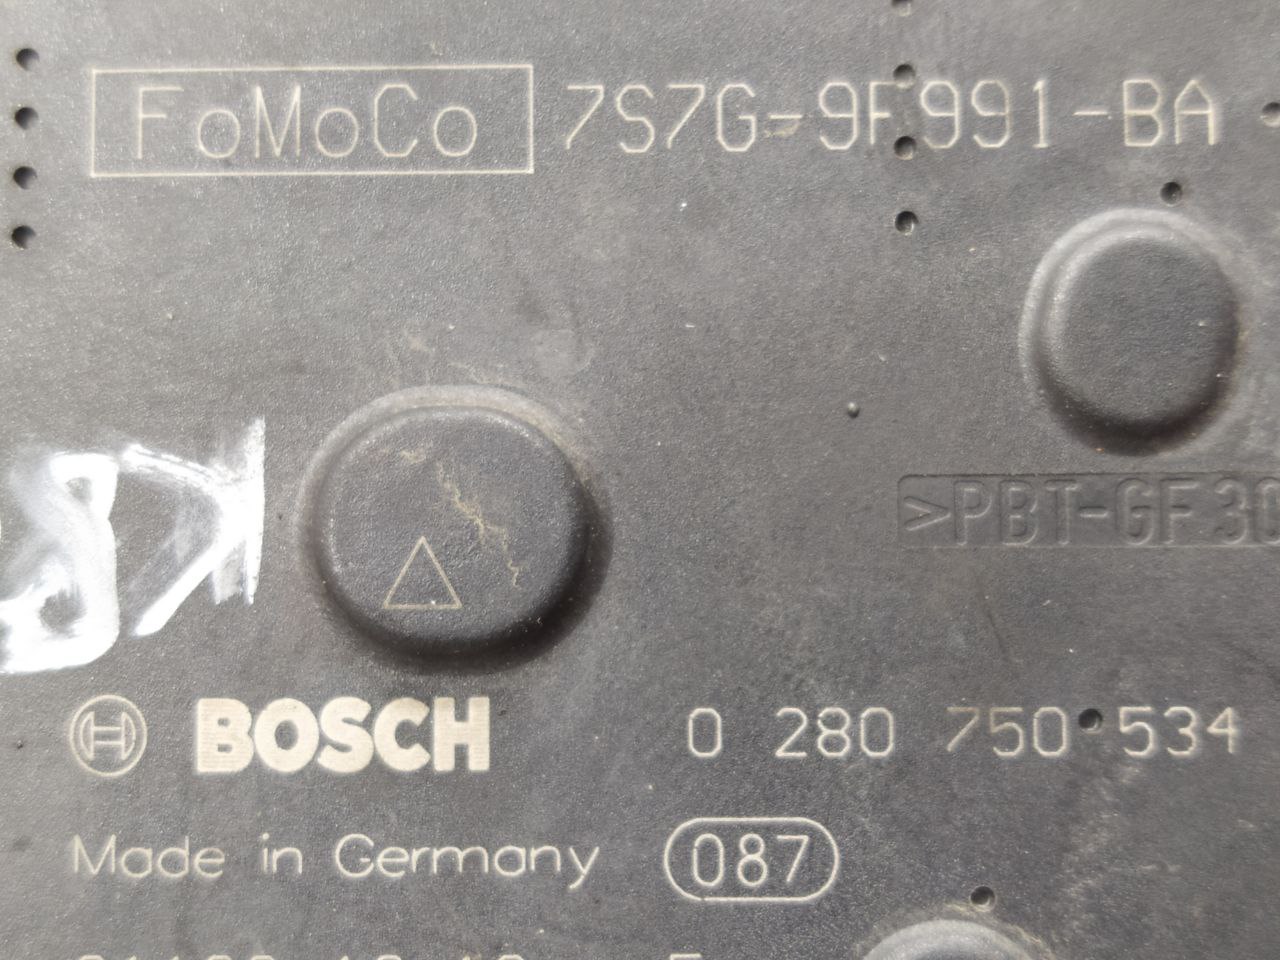 FoMoCo 7S7G-9F991-BA
>PBT-GF30
BOSCH 0 280 750 534
Made in Germany 087